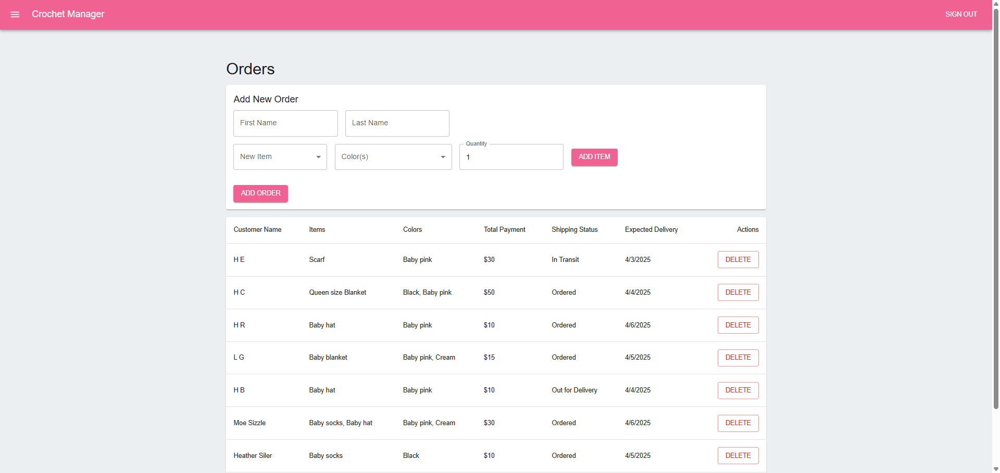 Crochet Manager SIGN OUT
Orders
Add New Order
First Name Last Name
Quantity
New Item Color(s) 1 ADD ITEM
ADD ORDER
Customer Name Items Colors Total Payment Shipping Status Expected Delivery Actions
H E Scarf Baby pink $30 In Transit 4/3/2025 DELETE
H C Queen size Blanket Black, Baby pink $50 Ordered 4/4/2025 DELETE
H R Baby hat Baby pink $10 Ordered 4/6/2025 DELETE
L G Baby blanket Baby pink, Cream $15 Ordered 4/5/2025 DELETE
H B Baby hat Baby pink $10 Out for Delivery 4/4/2025 DELETE
Moe Sizzle Baby socks, Baby hat Baby pink, Cream $30 Ordered 4/6/2025 DELETE
Heather Siler Baby socks Black $10 Ordered 4/5/2025 DELETE